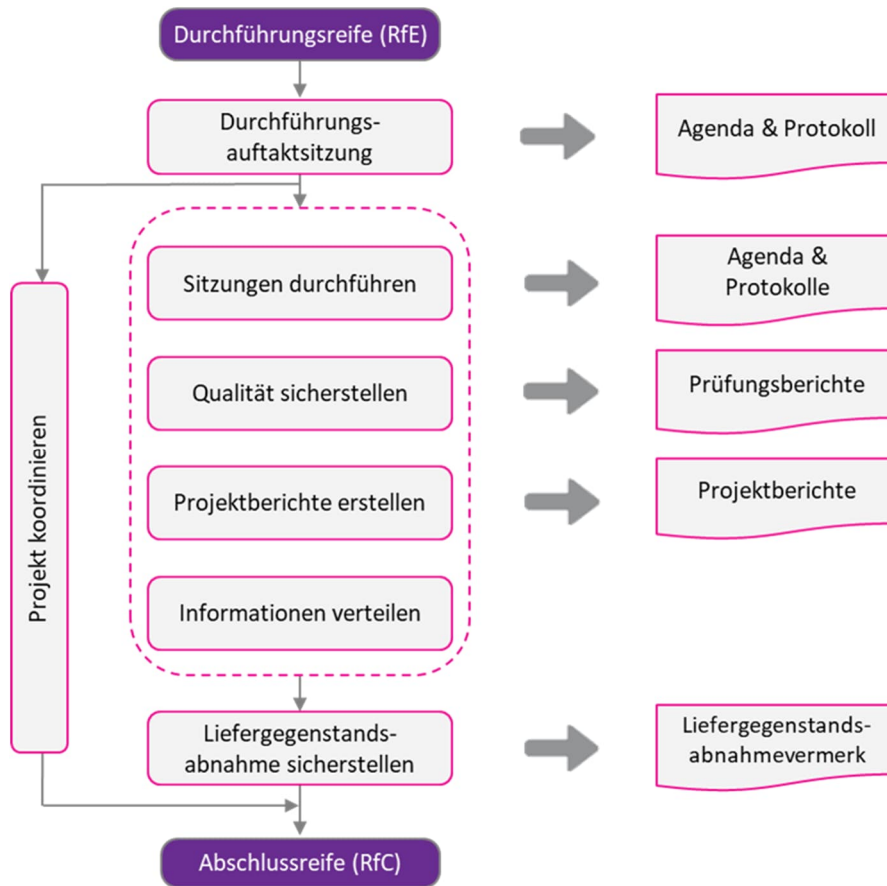 Durchführungsreife (RfE)
Durchführungs-
auftaktsitzung
Agenda & Protokoll
Sitzungen durchführen
Agenda &
Protokolle
Qualität sicherstellen
Prüfungsberichte
Projektberichte erstellen
Projektberichte
Informationen verteilen
Projekt koordinieren
Liefergegenstands-
abnahme sicherstellen
Liefergegenstands-
abnahmevermerk
Abschlussreife (RfC)